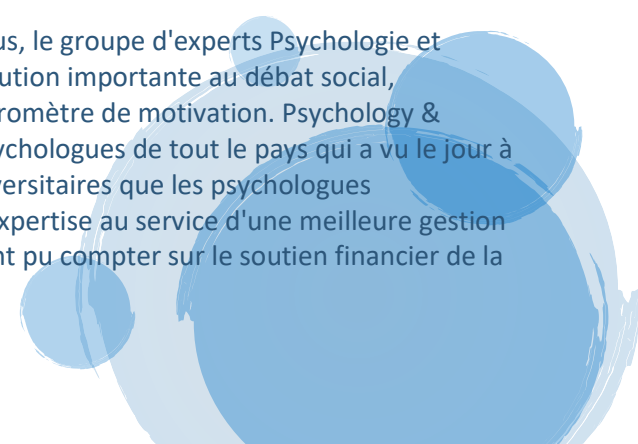 us, le groupe d'experts Psychologie et
ution importante au débat social,
romètre de motivation. Psychology &
ychologues de tout le pays qui a vu le jour à
versitaires que les psychologues
expertise au service d'une meilleure gestion
nt pu compter sur le soutien financier de la